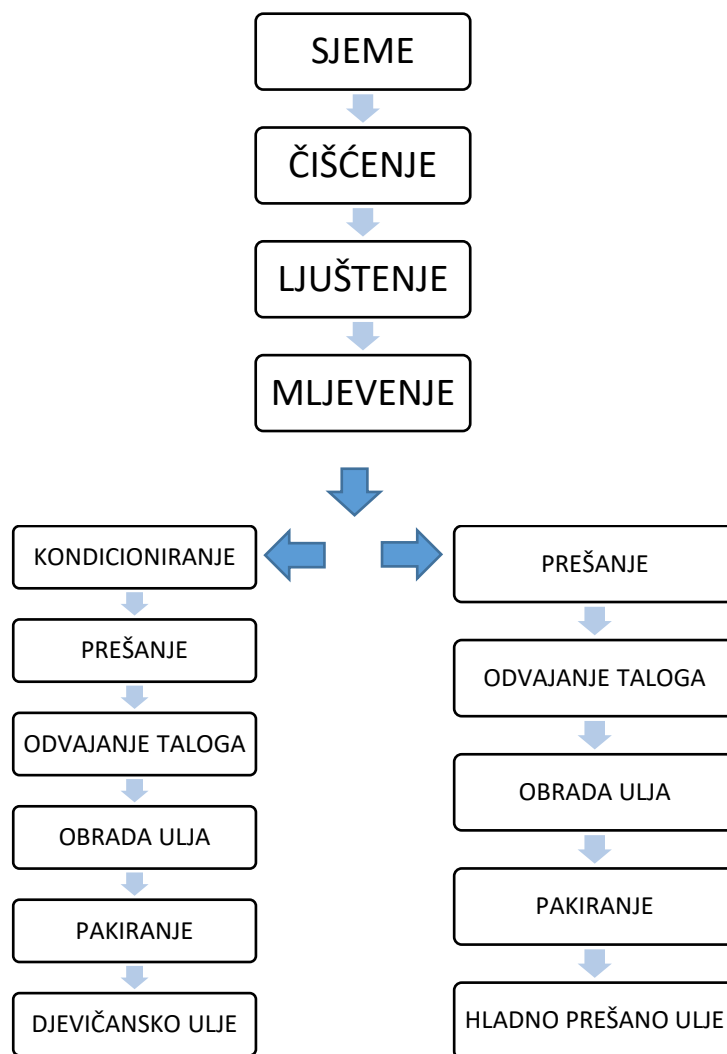 SJEME
ČIŠĆENJE
LJUŠTENJE
MLJEVENJE
KONDICIONIRANJE
PREŠANJE
ODVAJANJE TALOGA
OBRADA ULJA
PAKIRANJE
DJEVIČANSKO ULJE
PREŠANJE
ODVAJANJE TALOGA
OBRADA ULJA
PAKIRANJE
HLADNO PREŠANO ULJE